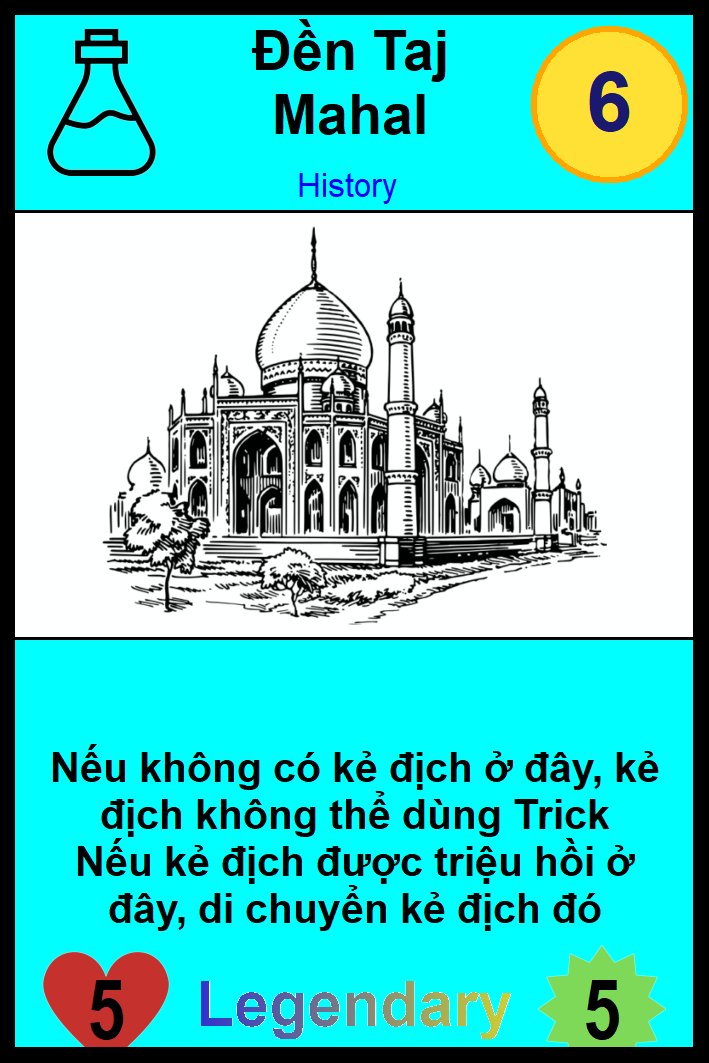 Đền Taj
Mahal
6
History
Nếu không có kẻ địch ở đây, kẻ
địch không thể dùng Trick
Nếu kẻ địch được triệu hồi ở
đây, di chuyển kẻ địch đó
5
Legendary
5